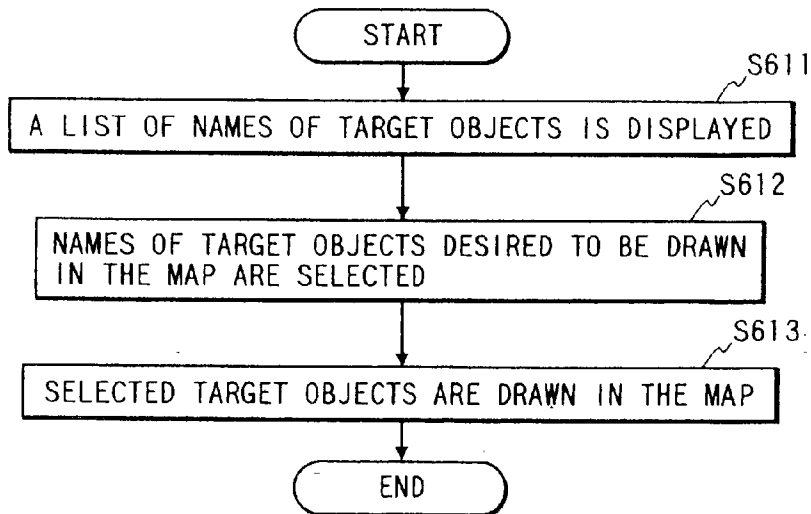 START
S611
A LIST OF NAMES OF TARGET OBJECTS IS DISPLAYED
S612
NAMES OF TARGET OBJECTS DESIRED TO BE DRAWN
IN THE MAP ARE SELECTED
S613
SELECTED TARGET OBJECTS ARE DRAWN IN THE MAP
END